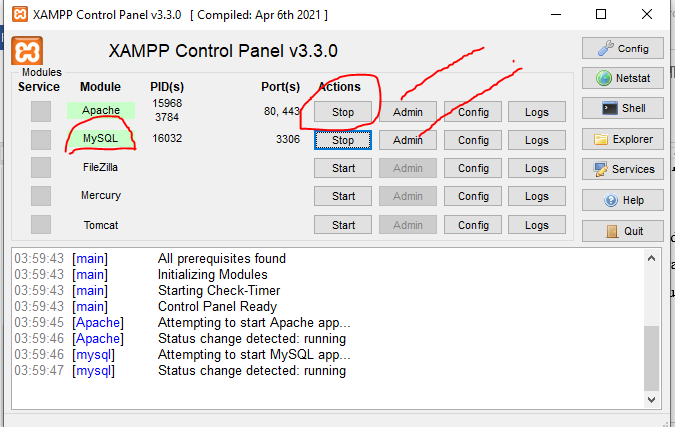 XAMPP Control Panel v3.3.0 [ Compiled: Apr 6th 2021 ]
XAMPP Control Panel v3.3.0
Config
Modules
Service Module PID(s) Port(s) Actions
Netstat
Apache 15968 3784 80, 443 Stop Admin Config Logs
Shell
MySQL 16032 3306 Stop Admin Config Logs
Explorer
FileZilla Start Admin Config Logs
Services
Mercury Start Admin Config Logs
Help
Tomcat Start Admin Config Logs
Quit
03:59:43 [main] All prerequisites found
03:59:43 [main] Initializing Modules
03:59:43 [main] Starting Check-Timer
03:59:43 [main] Control Panel Ready
03:59:45 [Apache] Attempting to start Apache app...
03:59:46 [Apache] Status change detected: running
03:59:46 [mysql] Attempting to start MySQL app...
03:59:47 [mysql] Status change detected: running